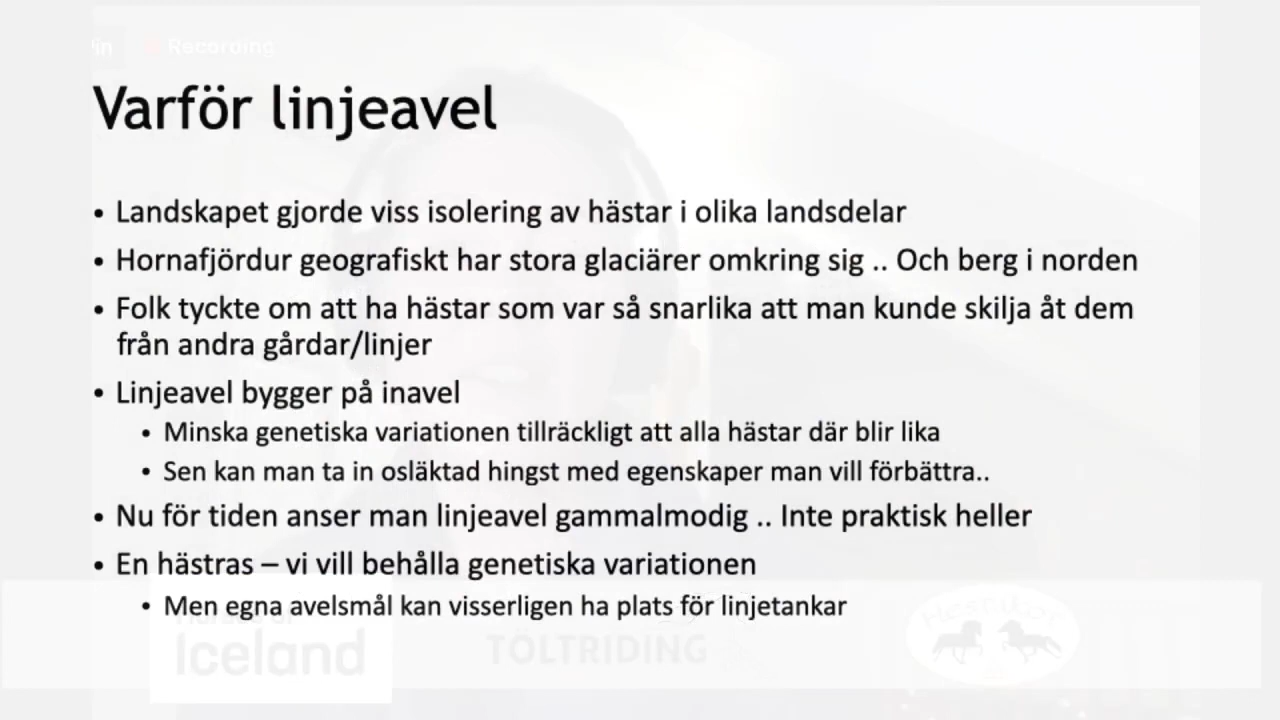 Recording
Varför linjeavel
• Landskapet gjorde viss isolering av hästar i olika landsdelar
• Hornafjördur geografiskt har stora glaciärer omkring sig .. Och berg i norden
• Folk tyckte om att ha hästar som var så snarlika att man kunde skilja åt dem
från andra gårdar/linjer
• Linjeavel bygger på inavel
• Minska genetiska variationen tillräckligt att alla hästar där blir lika
• Sen kan man ta in osläktad hingst med egenskaper man vill förbättra..
• Nu för tiden anser man linjeavel gammalmodig .. Inte praktisk heller
• En hästras – vi vill behålla genetiska variationen
• Men egna avelsmål kan visserligen ha plats för linjetankar
Iceland
TÖLTRIDING